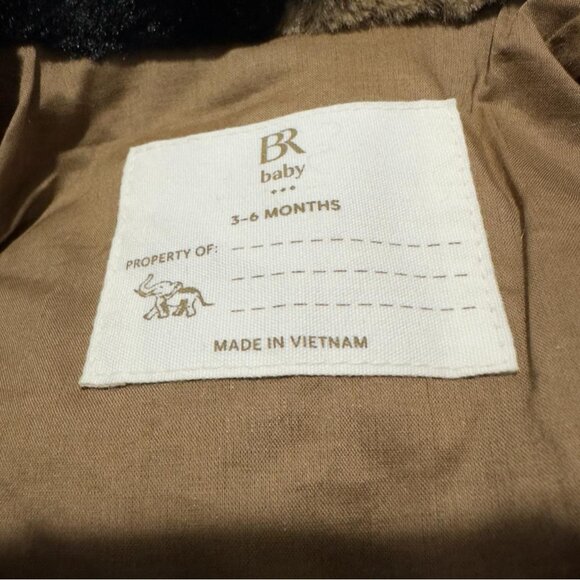 BR
baby
3-6 MONTHS
PROPERTY OF:
MADE IN VIETNAM